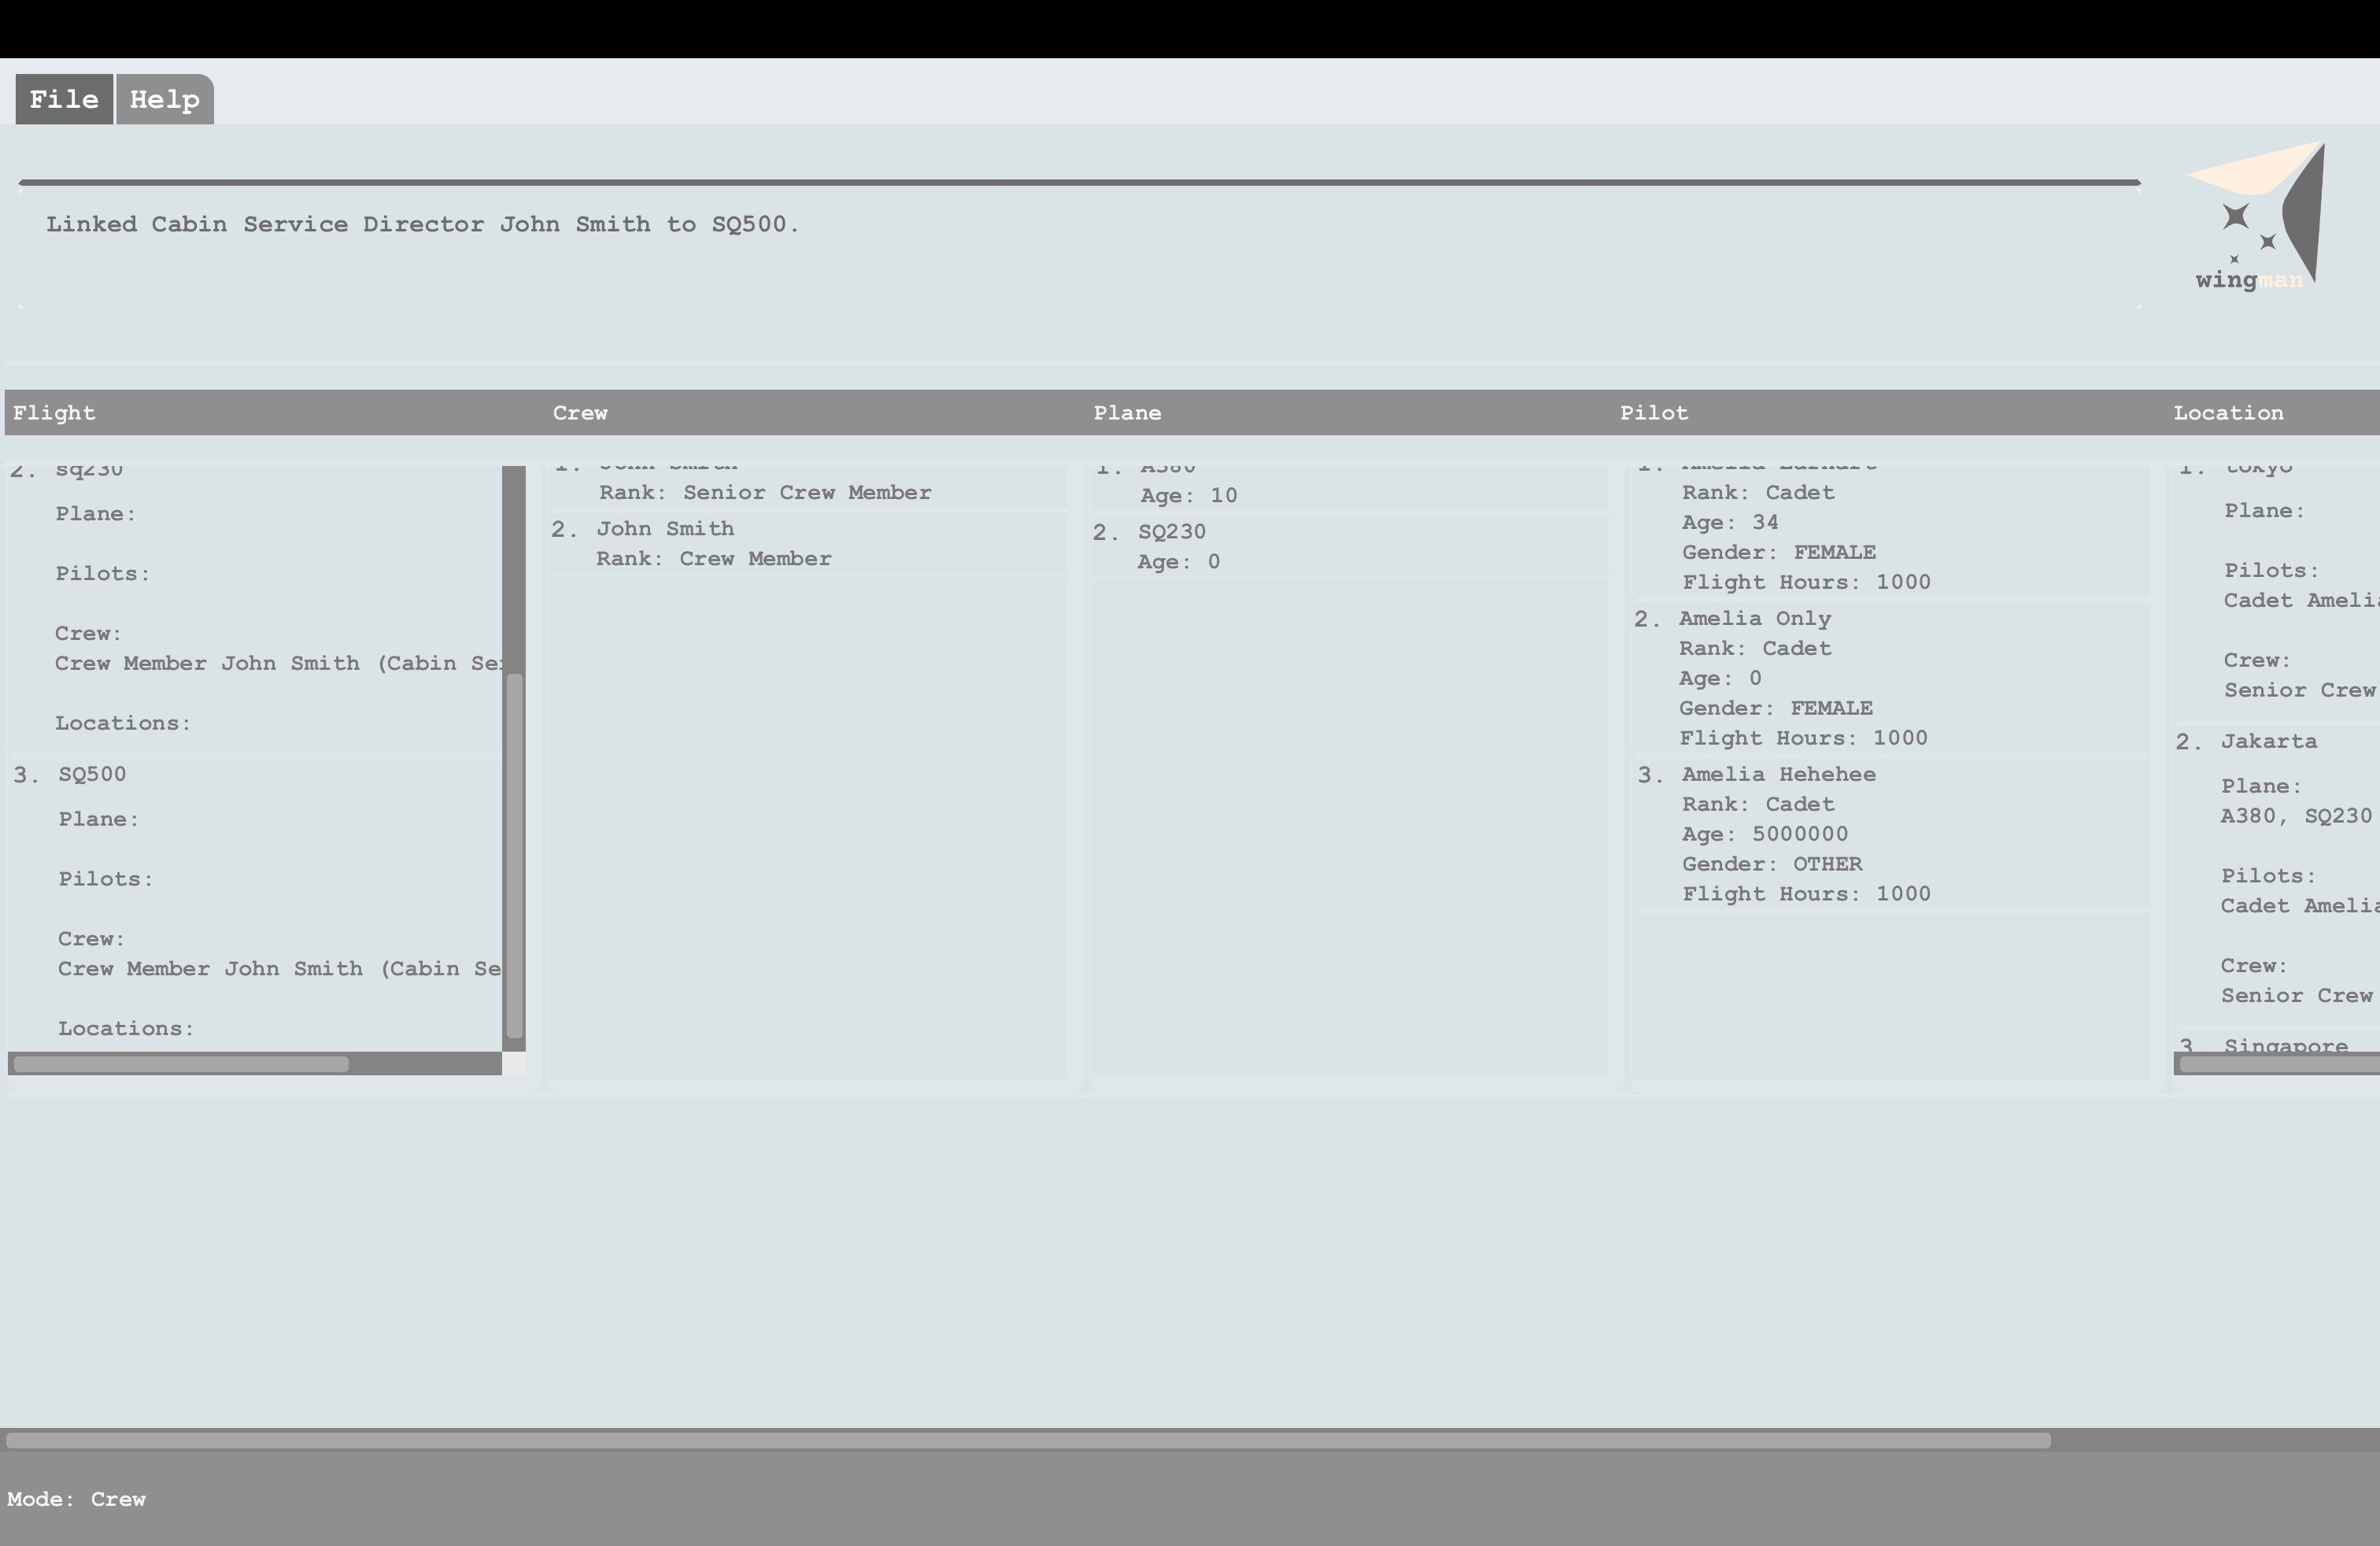 File Help
Linked Cabin Service Director John Smith to SQ500.
wingman
Flight Crew Plane Pilot Location
2. sq230
Plane:
Pilots:
Crew:
Crew Member John Smith (Cabin Se
Locations:
3. SQ500
Plane:
Pilots:
Crew:
Crew Member John Smith (Cabin Se
Locations:
1. John Smith
Rank: Senior Crew Member
2. John Smith
Rank: Crew Member
1. A380
Age: 10
2. SQ230
Age: 0
1. Amelia Earhart
Rank: Cadet
Age: 34
Gender: FEMALE
Flight Hours: 1000
2. Amelia Only
Rank: Cadet
Age: 0
Gender: FEMALE
Flight Hours: 1000
3. Amelia Hehehee
Rank: Cadet
Age: 5000000
Gender: OTHER
Flight Hours: 1000
1. tokyo
Plane:
Pilots:
Cadet Amelia
Crew:
Senior Crew
2. Jakarta
Plane:
A380, SQ230
Pilots:
Cadet Amelia
Crew:
Senior Crew
3 Singapore
Mode: Crew